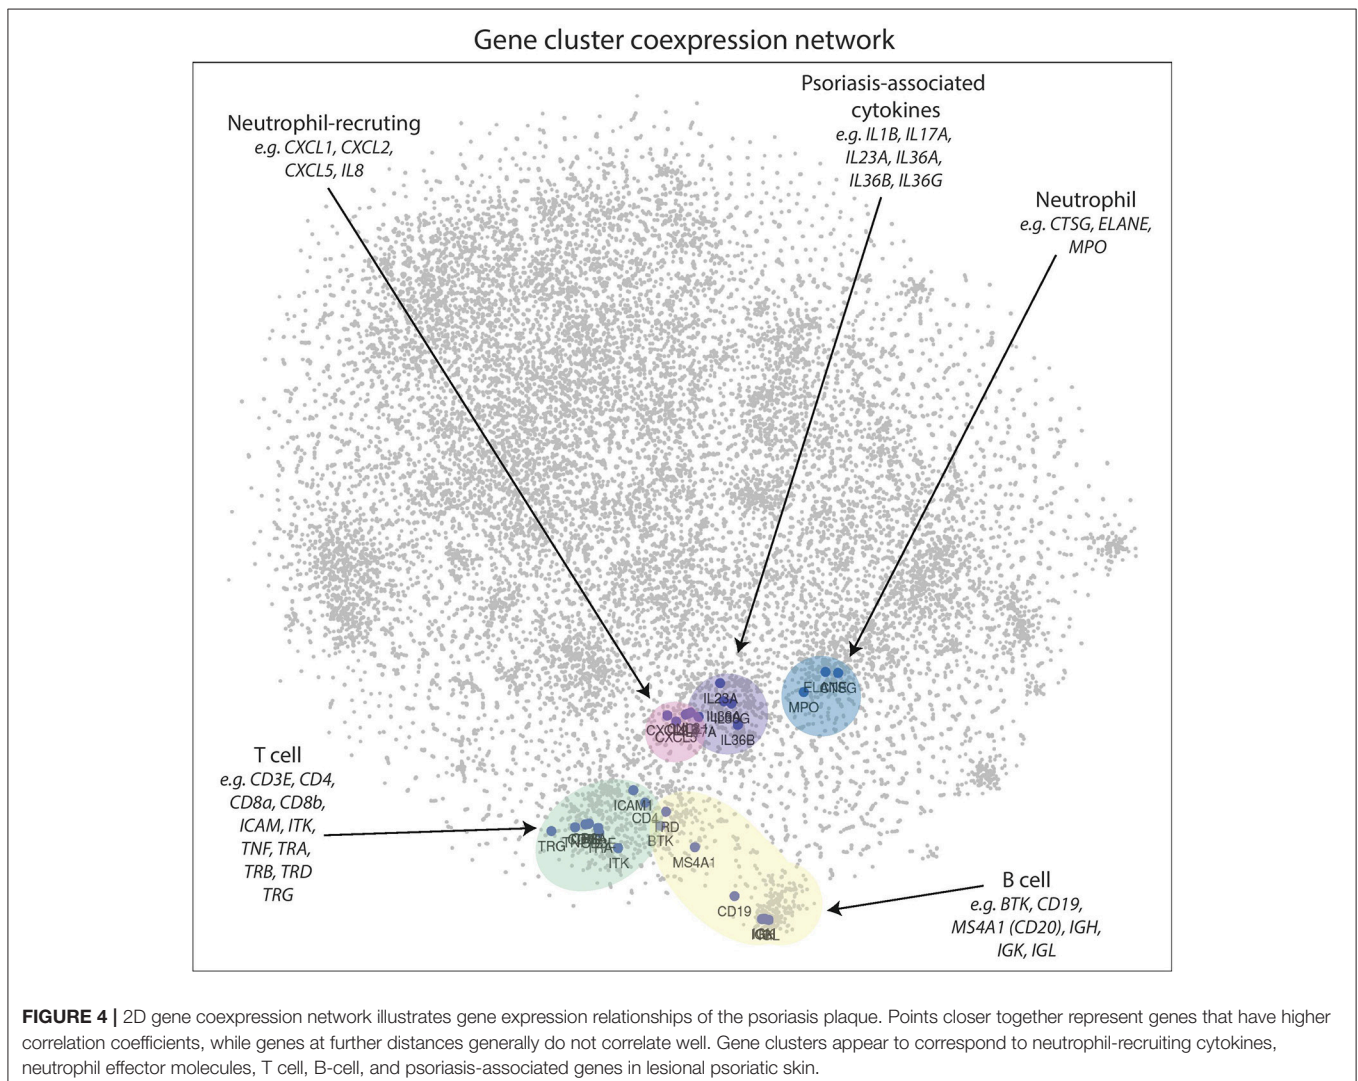 Gene cluster coexpression network
Neutrophil-recruting
e.g. CXCL1, CXCL2,
CXCL5, IL8
Psoriasis-associated
cytokines
e.g. IL1B, IL17A,
IL23A, IL36A,
IL36B, IL36G
Neutrophil
e.g. CTSG, ELANE,
MPO
IL23A
IL36B
CXCL5
MPO
T cell
e.g. CD3E, CD4,
CD8a, CD8b,
ICAM, ITK,
TNF, TRA,
TRB, TRD
TRG
ICAM1
CD4
TRD
BTK
TRG
TRA
ITK
MS4A1
CD19
B cell
e.g. BTK, CD19,
MS4A1 (CD20), IGH,
IGK, IGL
FIGURE 4 | 2D gene coexpression network illustrates gene expression relationships of the psoriasis plaque. Points closer together represent genes that have higher
correlation coefficients, while genes at further distances generally do not correlate well. Gene clusters appear to correspond to neutrophil-recruiting cytokines,
neutrophil effector molecules, T cell, B-cell, and psoriasis-associated genes in lesional psoriatic skin.